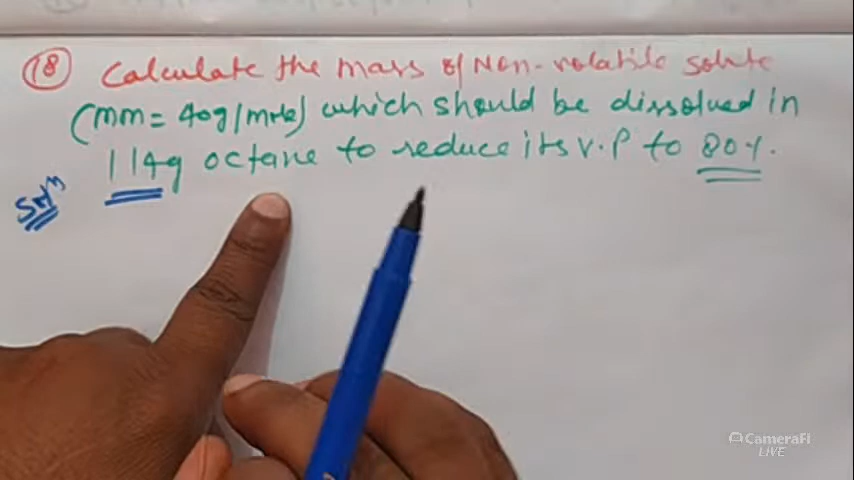 18 Calculate the mass of Non-volatile solute
(mm = 40g/mole) which should be dissolved in
114g octane to reduce its V.P to 80%.
Solⁿ
CameraFi
LIVE